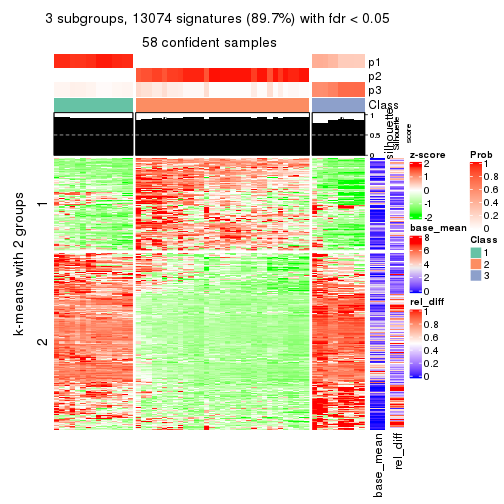 3 subgroups, 13074 signatures (89.7%) with fdr < 0.05
58 confident samples
p1
p2
p3
Class
1
0.5
0
silhouette
Silhouette
score
k-means with 2 groups
1
2
base_mean
rel_diff
z-score
2
1
0
-1
-2
base_mean
8
6
4
2
0
rel_diff
1
0.8
0.6
0.4
0.2
0
Prob
1
0.8
0.6
0.4
0.2
0
Class
1
2
3